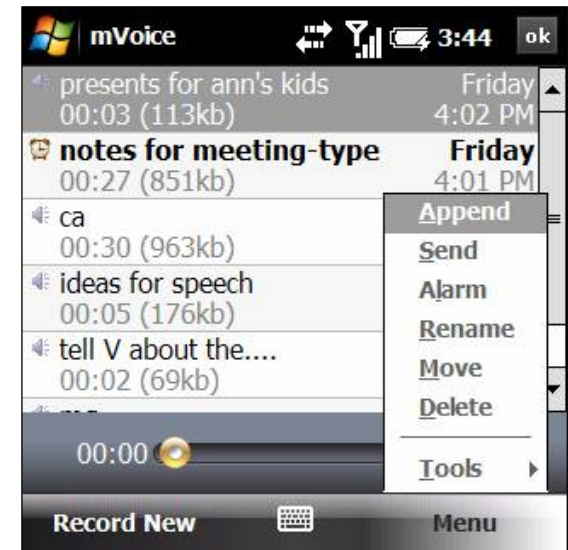 mVoice 3:44 ok
presents for ann's kids Friday
00:03 (113kb) 4:02 PM
notes for meeting-type Friday
00:27 (851kb) 4:01 PM
ca
00:30 (963kb)
ideas for speech
00:05 (176kb)
tell V about the....
00:02 (69kb)
Append
Send
Alarm
Rename
Move
Delete
Tools
00:00
Record New Menu